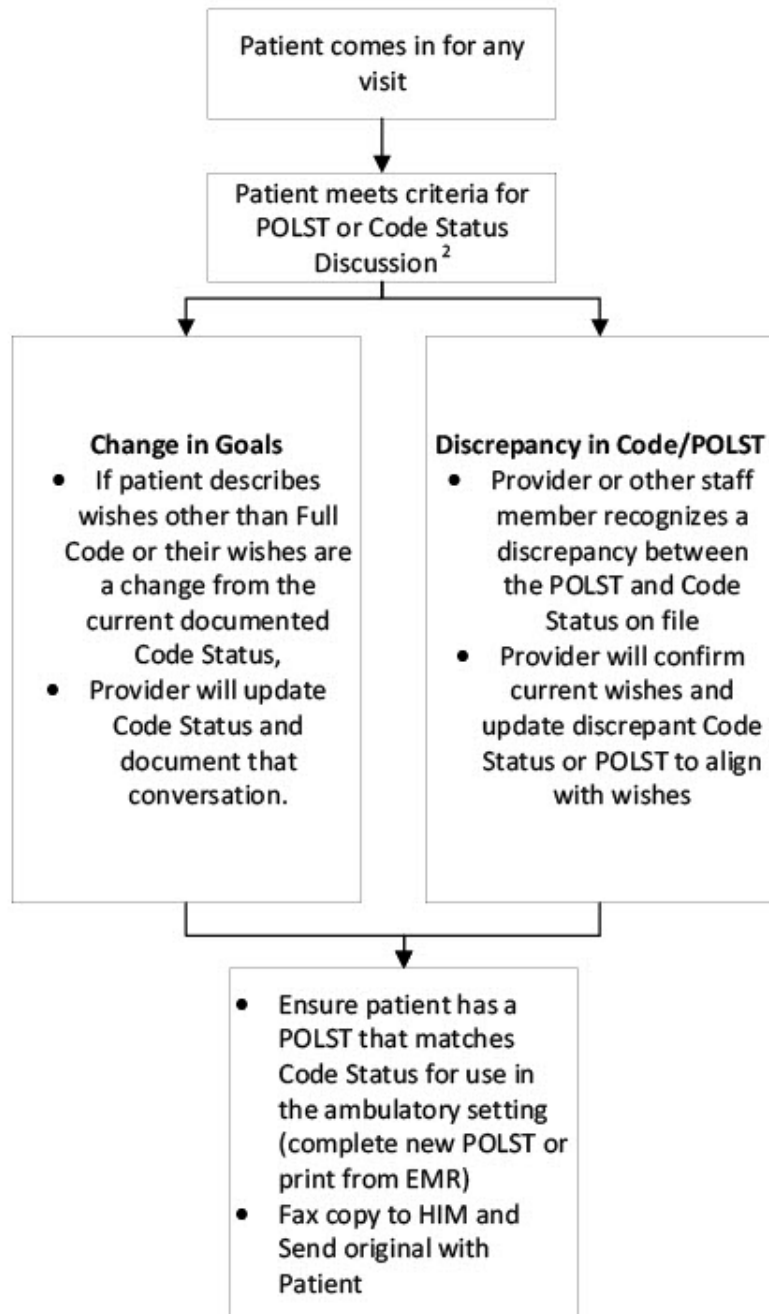 Patient comes in for any
visit
Patient meets criteria for
POLST or Code Status
Discussion²
Change in Goals
• If patient describes
wishes other than Full
Code or their wishes are
a change from the
current documented
Code Status,
• Provider will update
Code Status and
document that
conversation.
Discrepancy in Code/POLST
• Provider or other staff
member recognizes a
discrepancy between
the POLST and Code
Status on file
• Provider will confirm
current wishes and
update discrepant Code
Status or POLST to align
with wishes
• Ensure patient has a
POLST that matches
Code Status for use in
the ambulatory setting
(complete new POLST or
print from EMR)
• Fax copy to HIM and
Send original with
Patient